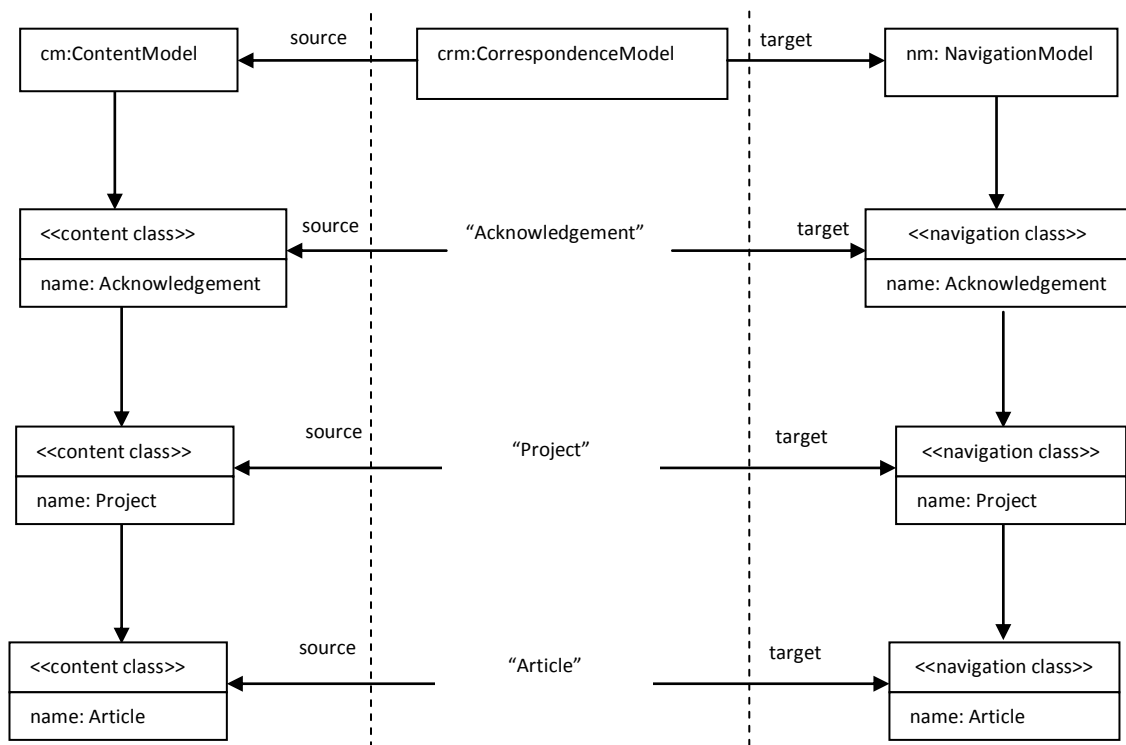 source
target
cm:ContentModel
crm:CorrespondenceModel
nm: NavigationModel
<<content class>>
source
“Acknowledgement”
target
<<navigation class>>
name: Acknowledgement
name: Acknowledgement
<<content class>>
source
“Project”
target
<<navigation class>>
name: Project
name: Project
<<content class>>
source
“Article”
target
<<navigation class>>
name: Article
name: Article